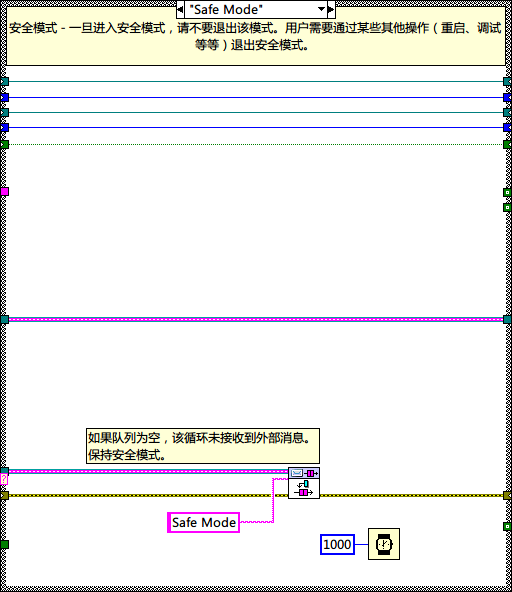 "Safe Mode"
安全模式 - 一旦进入安全模式，请不要退出该模式。用户需要通过某些其他操作（重启、调试
等等）退出安全模式。
如果队列为空，该循环未接收到外部消息。
保持安全模式。
?
Safe Mode
1000